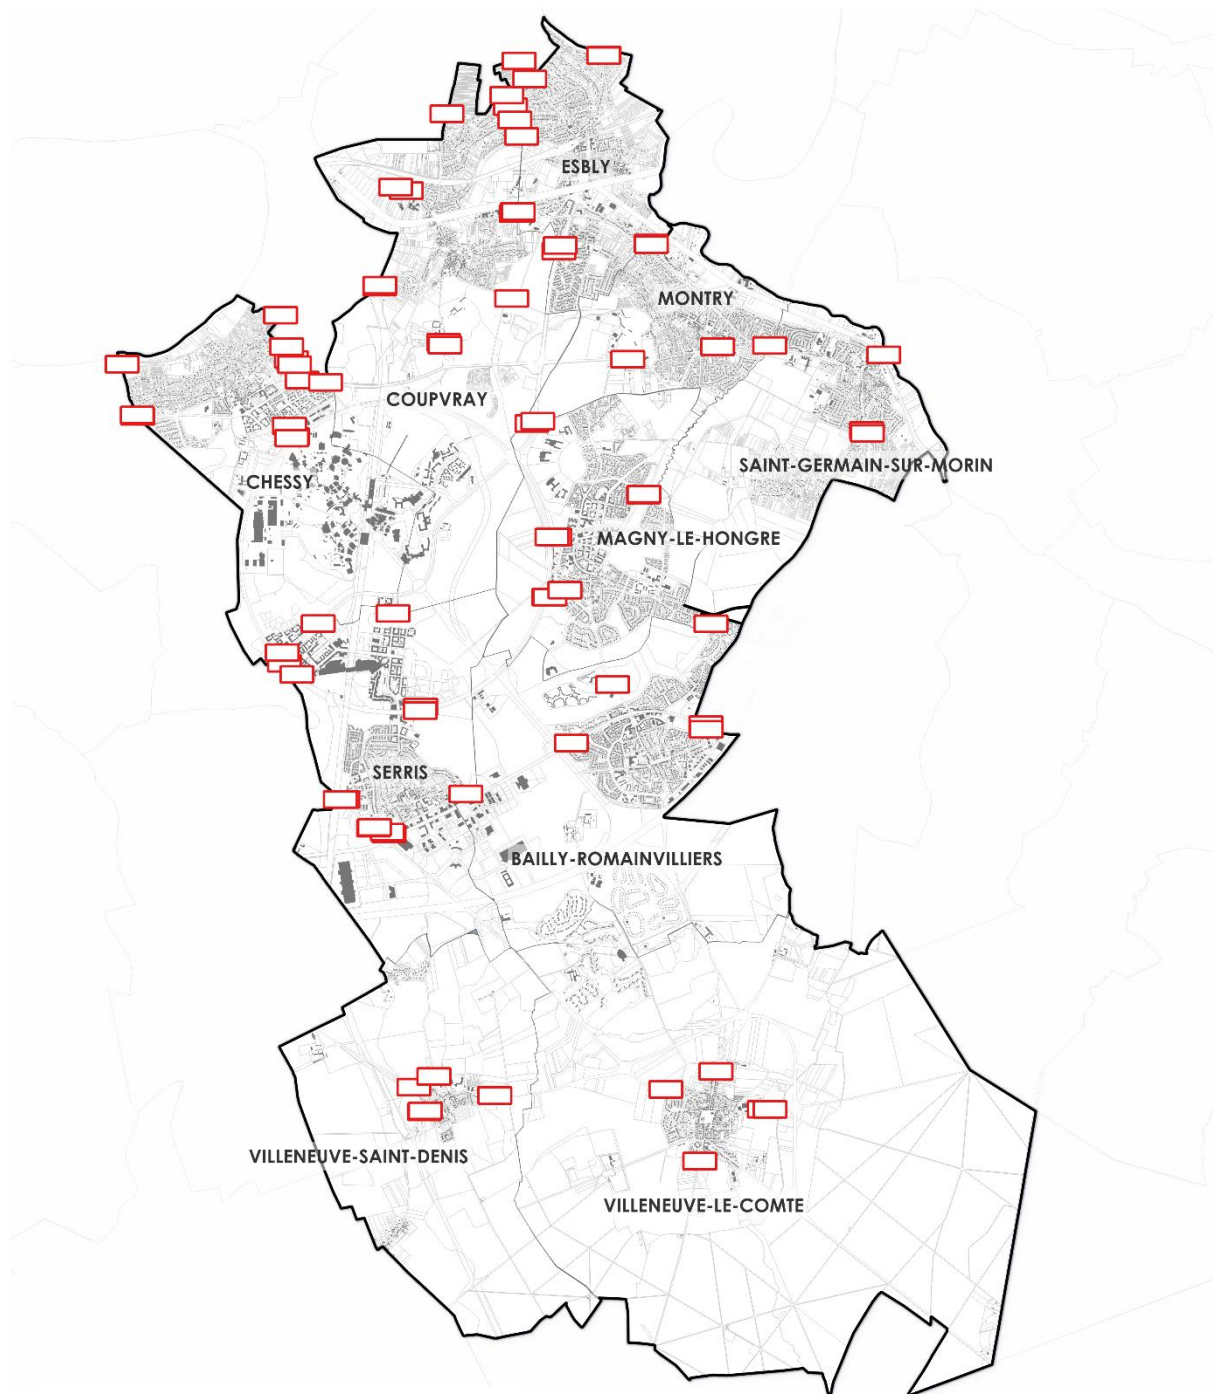 ESBLY
MONTRY
COUPVRAY
SAINT-GERMAIN-SUR-MORIN
CHESSY
MAGNY-LE-HONGRE
SERRIS
BAILLY-ROMAINVILLIERS
VILLENEUVE-SAINT-DENIS
VILLENEUVE-LE-COMTE